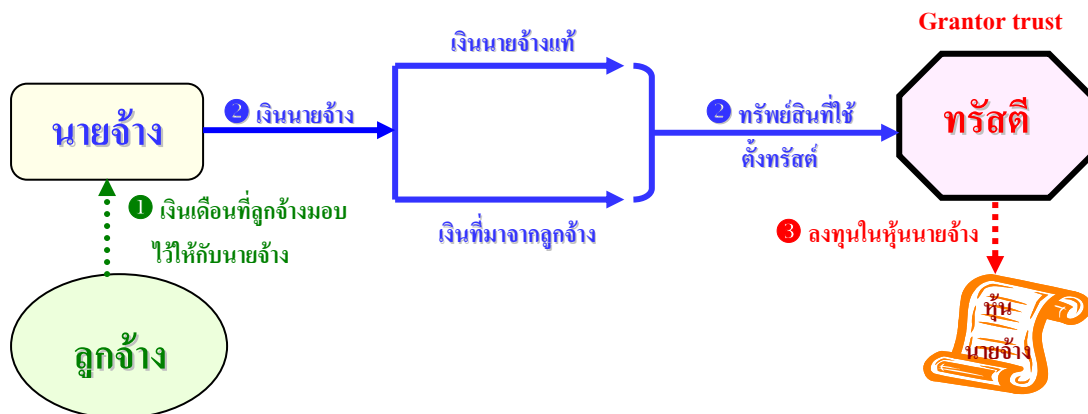 Grantor trust
เงินนายจ้างแท้
นายจ้าง
❷ เงินนายจ้าง
❷ ทรัพย์สินที่ใช้
ตั้งทรัสต์
ทรัสตี
❶ เงินเดือนที่ลูกจ้างมอบ
ไว้ให้กับนายจ้าง
เงินที่มาจากลูกจ้าง
❸ ลงทุนในหุ้นนายจ้าง
ลูกจ้าง
หุ้น
นายจ้าง